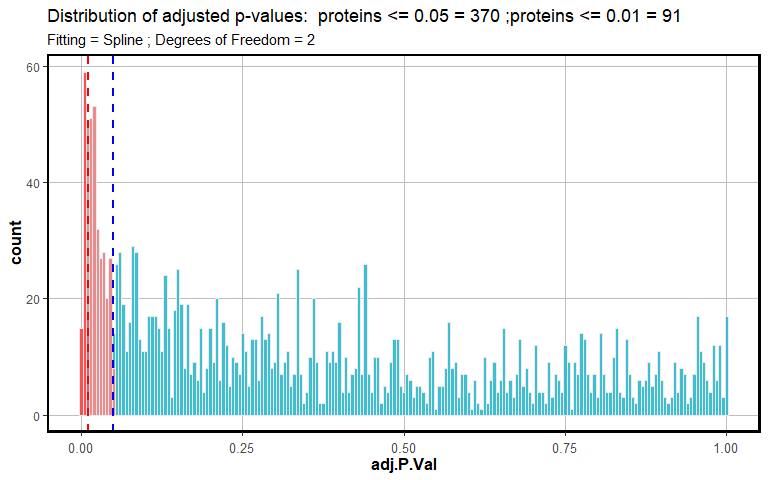 Distribution of adjusted p-values:  proteins <= 0.05 = 370 ;proteins <= 0.01 = 91
Fitting = Spline ; Degrees of Freedom = 2
60
40
20
0
count
0.00 0.25 0.50 0.75 1.00
adj.P.Val